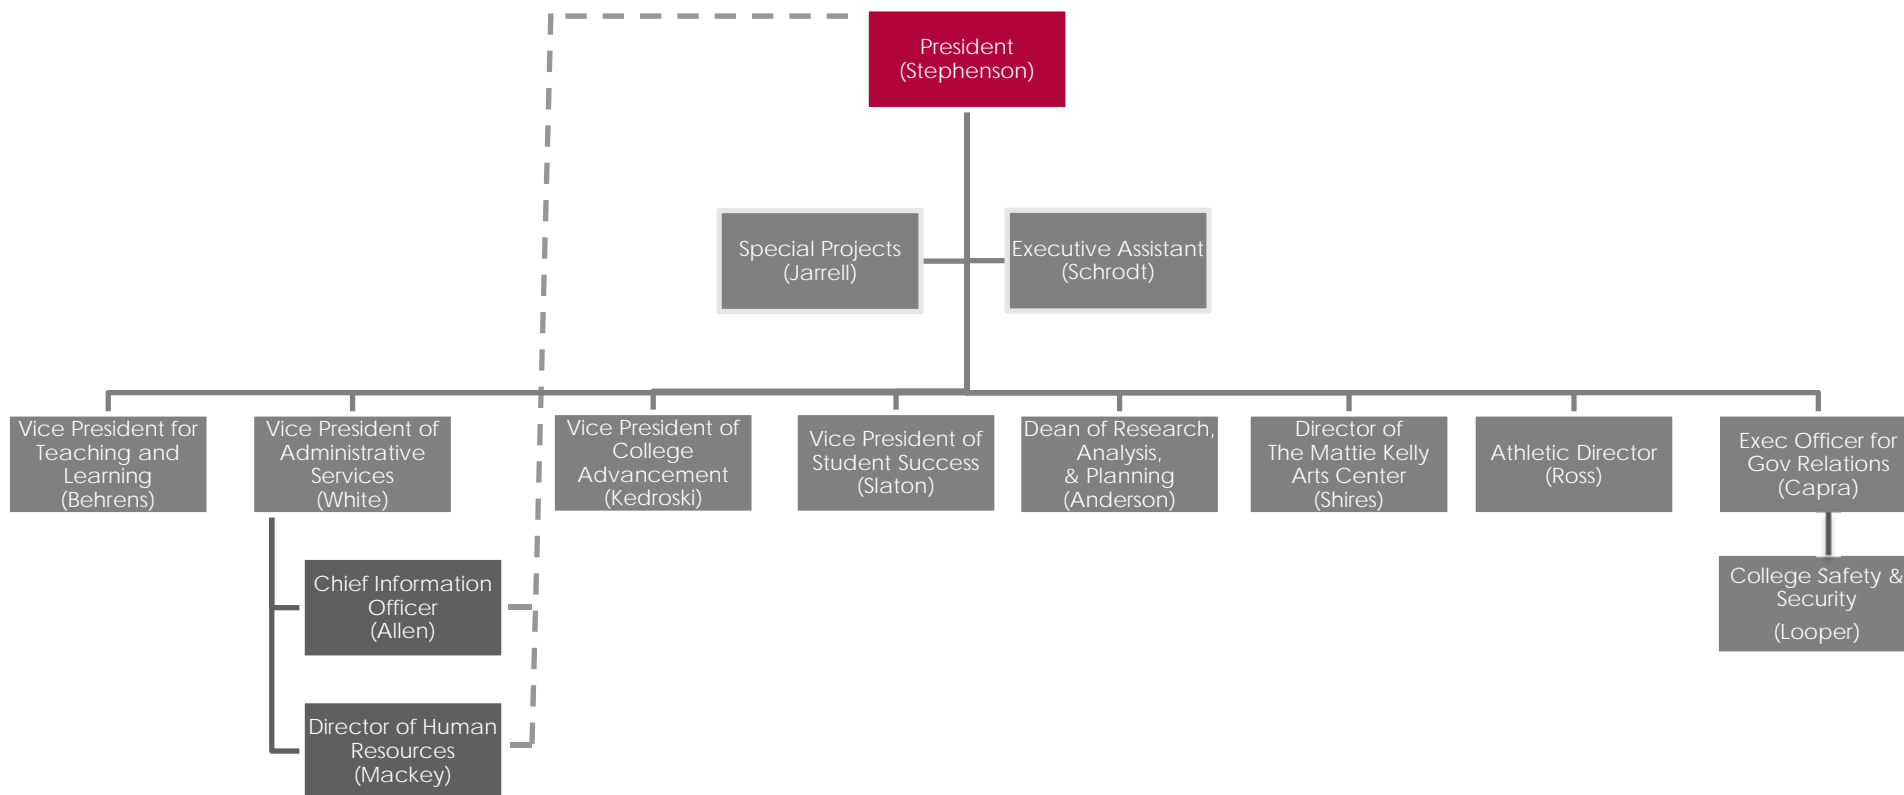 President
(Stephenson)
Special Projects
(Jarrell)
Executive Assistant
(Schrodt)
Vice President for
Teaching and
Learning
(Behrens)
Vice President of
Administrative
Services
(White)
Vice President of
College
Advancement
(Kedroski)
Vice President of
Student Success
(Slaton)
Dean of Research,
Analysis,
& Planning
(Anderson)
Director of
The Mattie Kelly
Arts Center
(Shires)
Athletic Director
(Ross)
Exec Officer for
Gov Relations
(Capra)
Chief Information
Officer
(Allen)
College Safety &
Security
(Looper)
Director of Human
Resources
(Mackey)